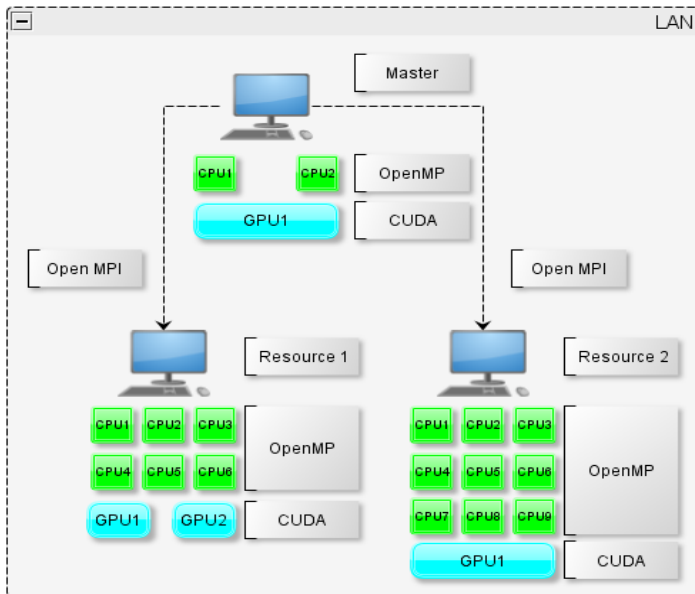 LAN
Master
CPU1 CPU2 OpenMP
GPU1 CUDA
Open MPI Open MPI
Resource 1 Resource 2
CPU1 CPU2 CPU3 CPU1 CPU2 CPU3
OpenMP
CPU4 CPU5 CPU6 CPU4 CPU5 CPU6 OpenMP
GPU1 GPU2 CUDA CPU7 CPU8 CPU9
GPU1 CUDA